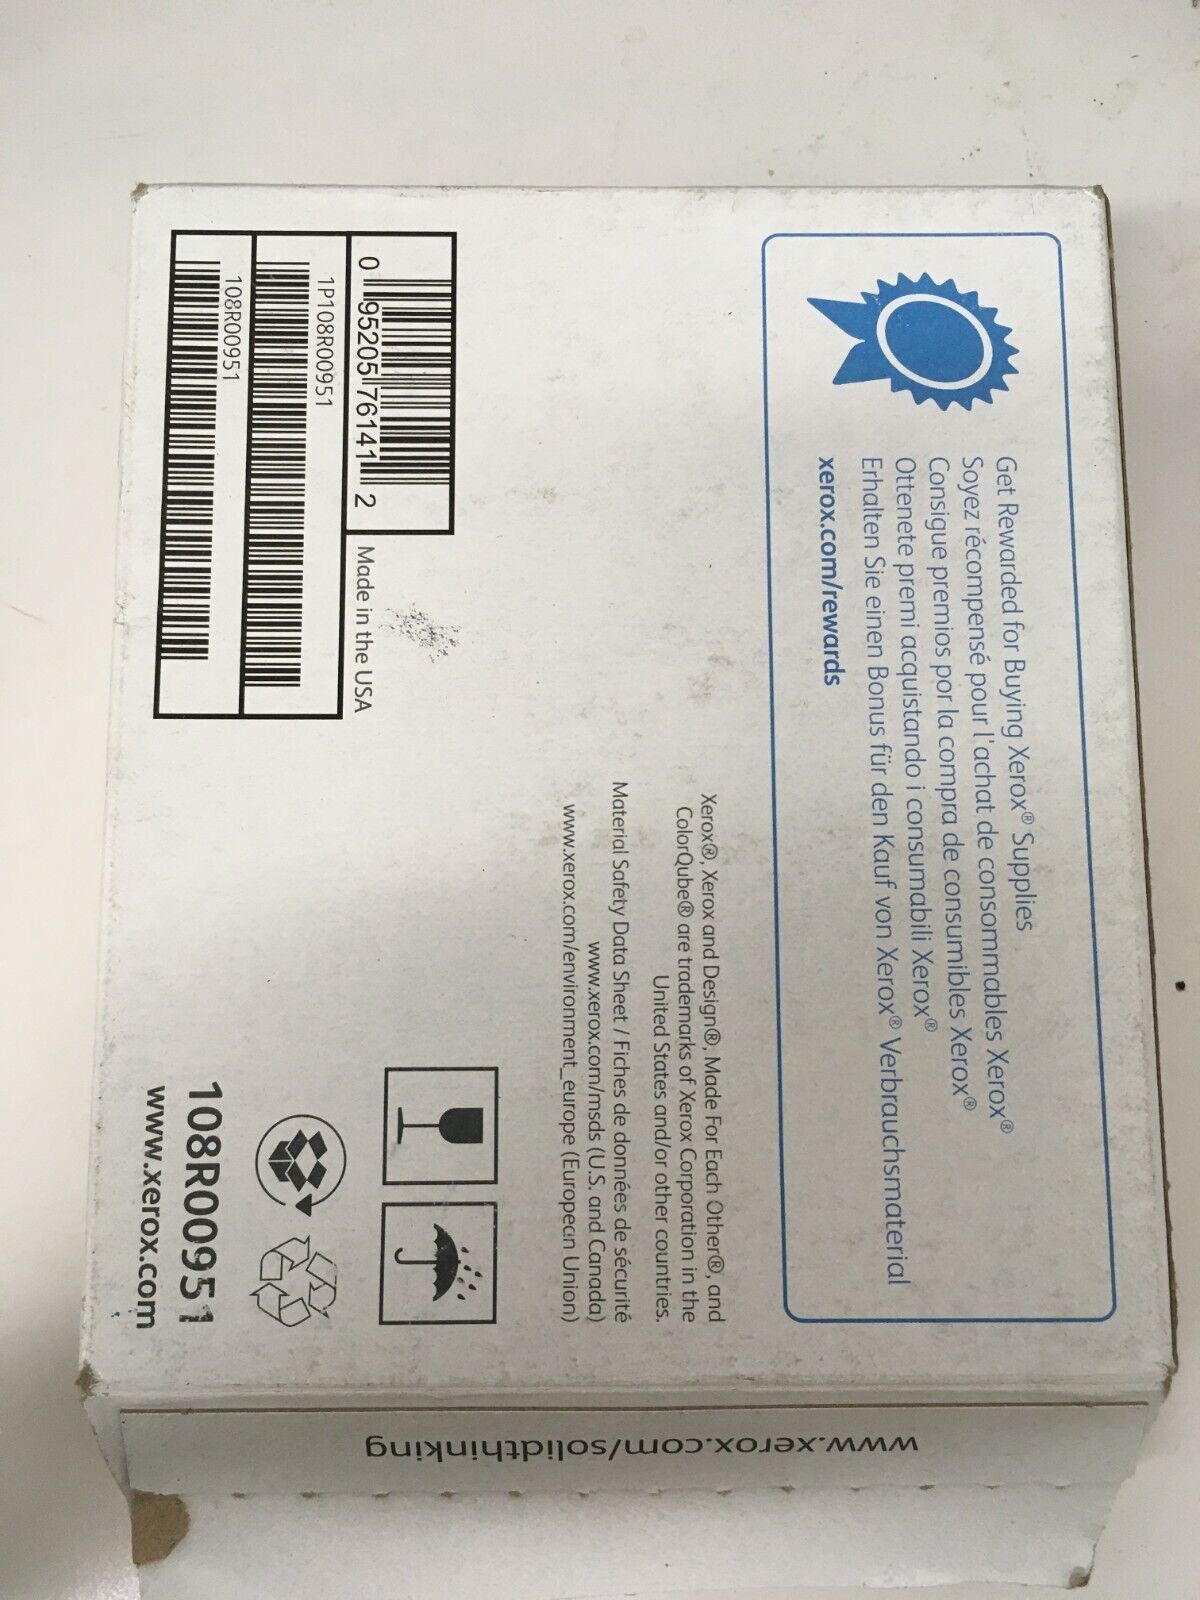 Get Rewarded for Buying Xerox® Supplies
Soyez récompensé pour l'achat de consommables Xerox®
Consigue premios por la compra de consumibles Xerox®
Ottenete premi acquistando i consumabili Xerox®
Erhalten Sie einen Bonus für den Kauf von Xerox® Verbrauchsmaterial
xerox.com/rewards
Xerox®, Xerox and Design®, Made For Each Other®, and
ColorQube® are trademarks of Xerox Corporation in the
United States and/or other countries.
Material Safety Data Sheet / Fiches de données de sécurité
www.xerox.com/msds (U.S. and Canada)
www.xerox.com/environment_europe (European Union)
0 95205 76141 2
Made in the USA
1P108R00951
108R00951
108R00951
www.xerox.com
www.xerox.com/solidthinking